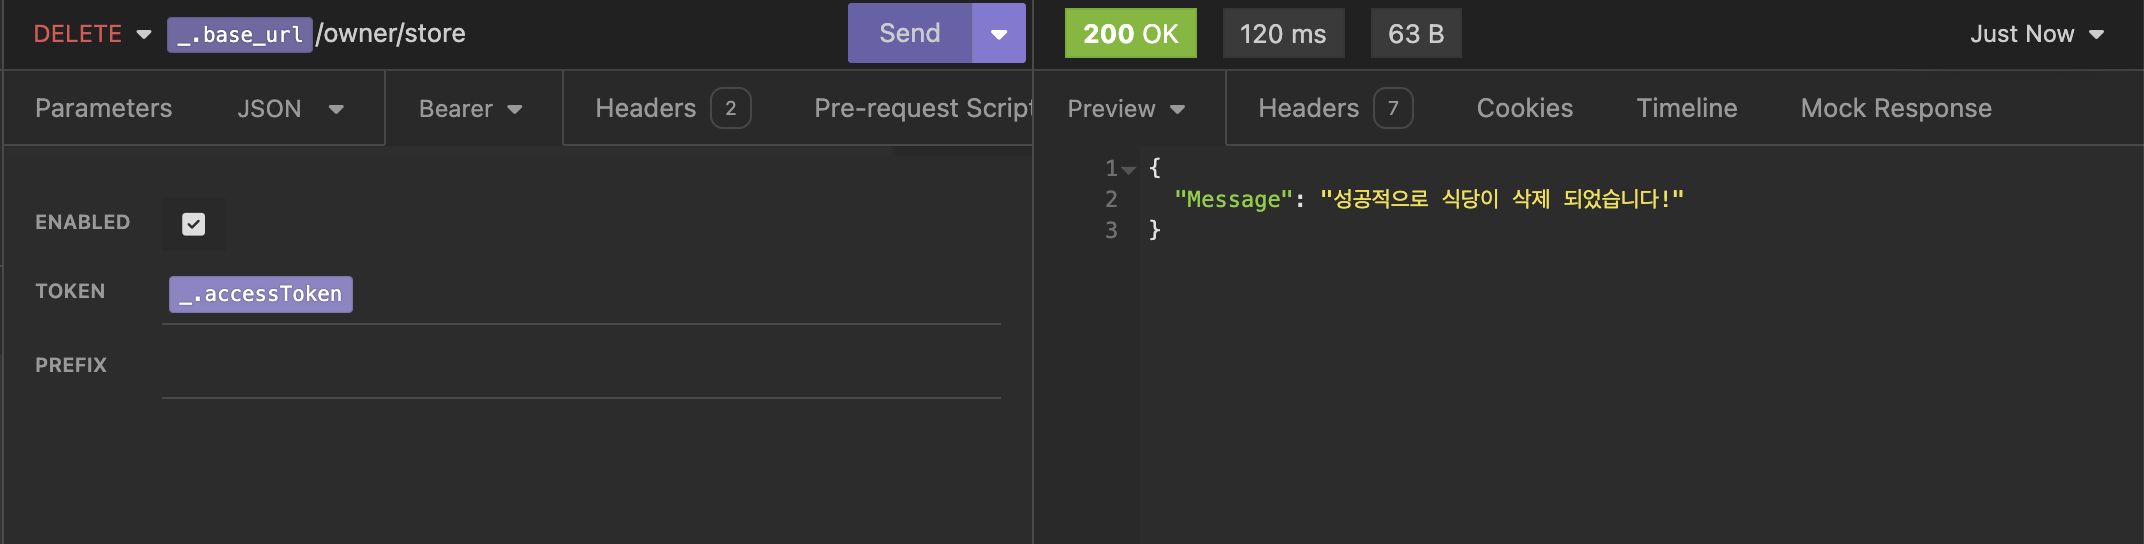 DELETE _.base_url/owner/store Send 200 OK 120 ms 63 B Just Now
Parameters JSON Bearer Headers 2 Pre-request Script Preview Headers 7 Cookies Timeline Mock Response
1 {
ENABLED 2 "Message": "성공적으로 식당이 삭제 되었습니다!"
3 }
TOKEN _.accessToken
PREFIX